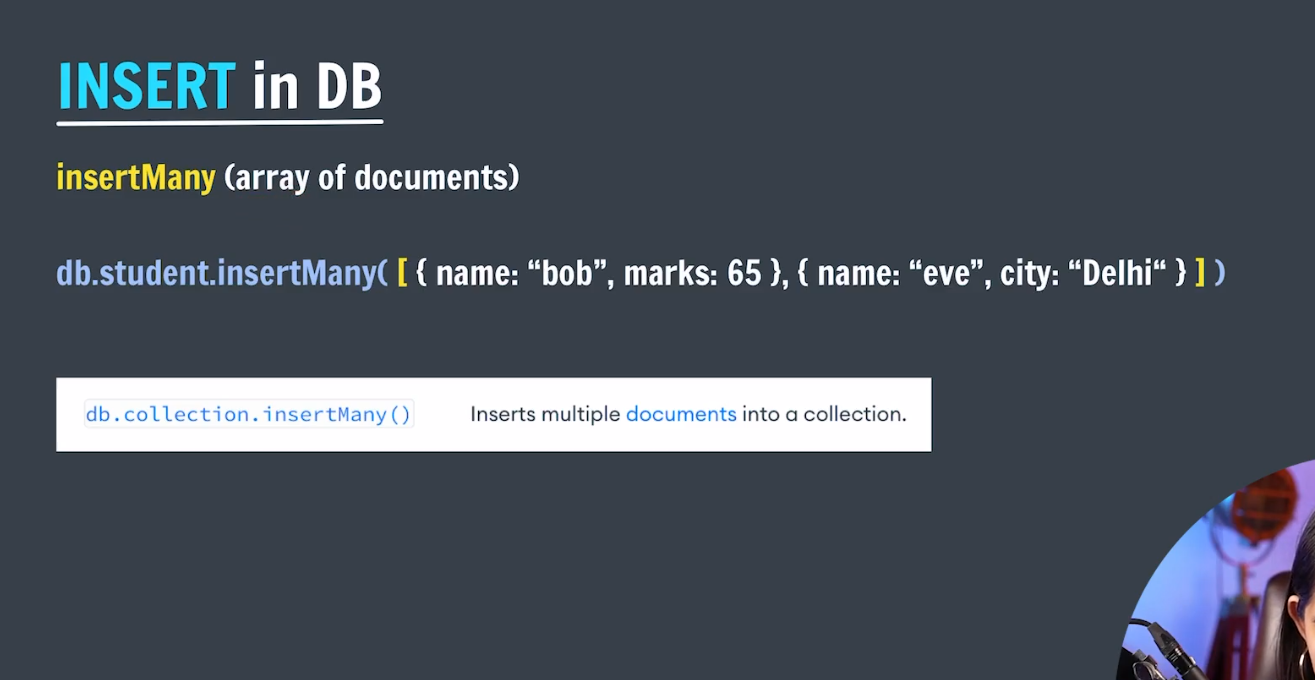 INSERT in DB
insertMany (array of documents)
db.student.insertMany( [ { name: “bob”, marks: 65 }, { name: “eve”, city: “Delhi“ } ] )
db.collection.insertMany() Inserts multiple documents into a collection.